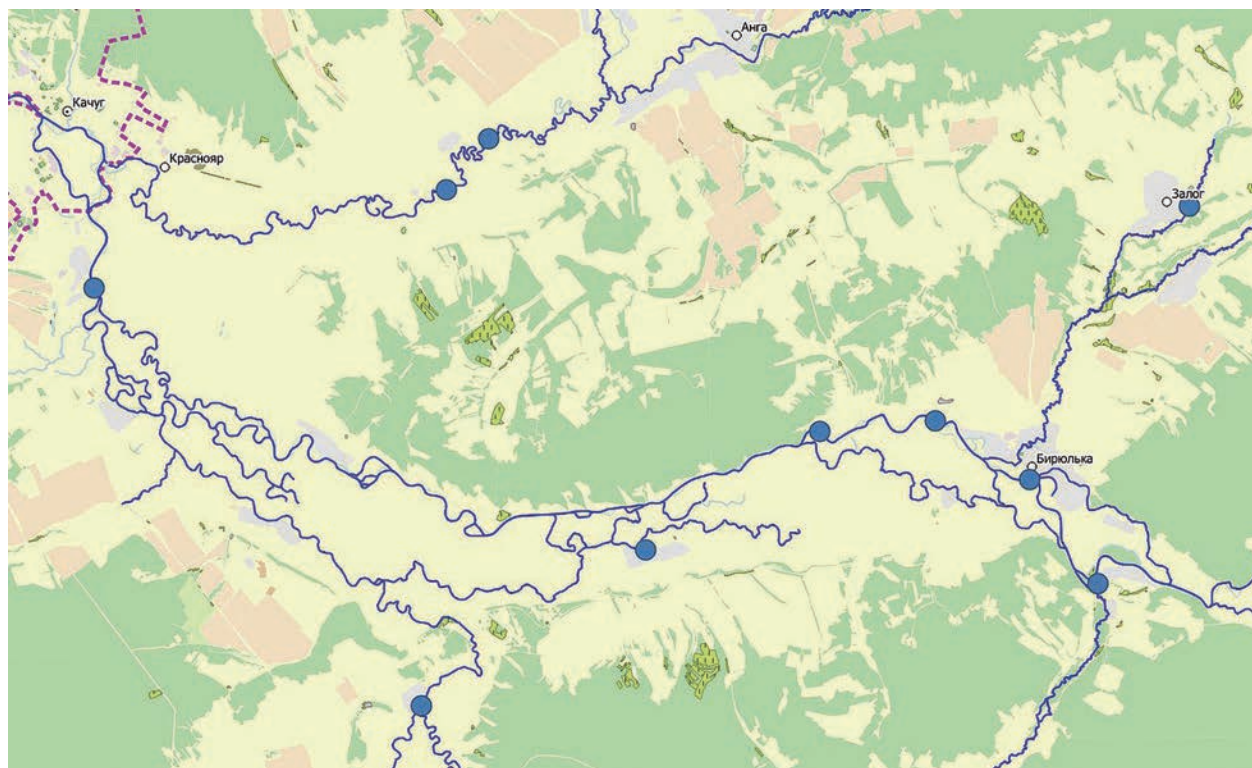 Анга
Качуг
Краснояр
Залог
Бирюлька